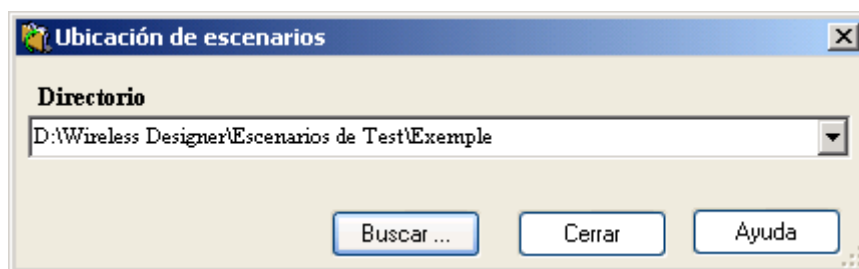 Ubicación de escenarios
Directorio
D:\Wireless Designer\Escenarios de Test\Exemple
Buscar ... Cerrar Ayuda